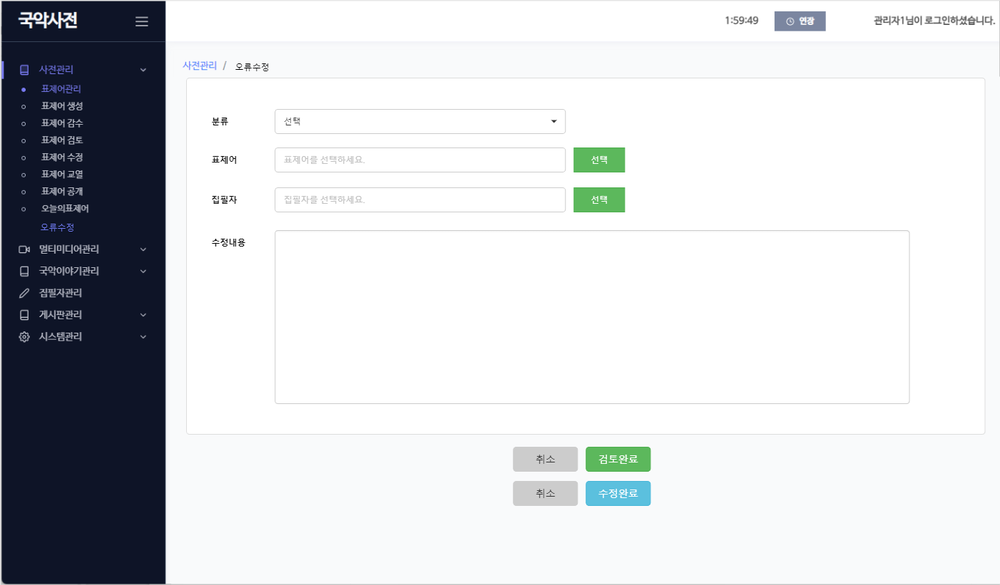 국악사전
1:59:49
연장
관리자1님이 로그인하셨습니다.
사전관리
표제어관리
표제어 생성
표제어 감수
표제어 검토
표제어 수정
표제어 교열
표제어 공개
오늘의표제어
오류수정
멀티미디어관리
국악이야기관리
집필자관리
게시판관리
시스템관리
사전관리 / 오류수정
분류 선택
표제어 표제어를 선택하세요. 선택
집필자 집필자를 선택하세요. 선택
수정내용
취소 검토완료
취소 수정완료